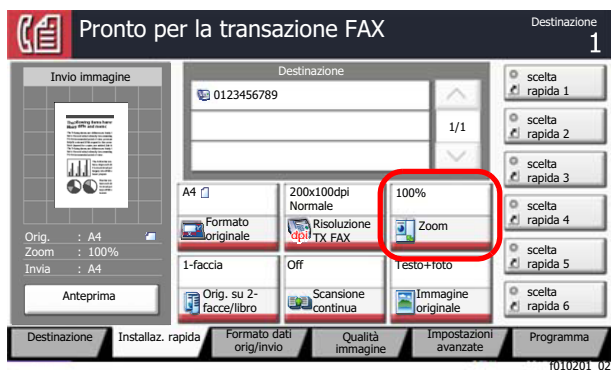 Pronto per la transazione FAX
Destinazione
1
Invio immagine
Orig. : A4
Zoom : 100%
Invia : A4
Anteprima
Destinazione
0123456789
1/1
A4
Formato
originale
200x100dpi
Normale
dpi
Risoluzione
TX FAX
100%
Zoom
1-faccia
Orig. su 2-
facce/libro
Off
Scansione
continua
Testo+foto
Immagine
originale
scelta
rapida 1
scelta
rapida 2
scelta
rapida 3
scelta
rapida 4
scelta
rapida 5
scelta
rapida 6
Destinazione
Installaz. rapida
Formato dati
orig/invio
Qualità
immagine
Impostazioni
avanzate
Programma
f010201_02